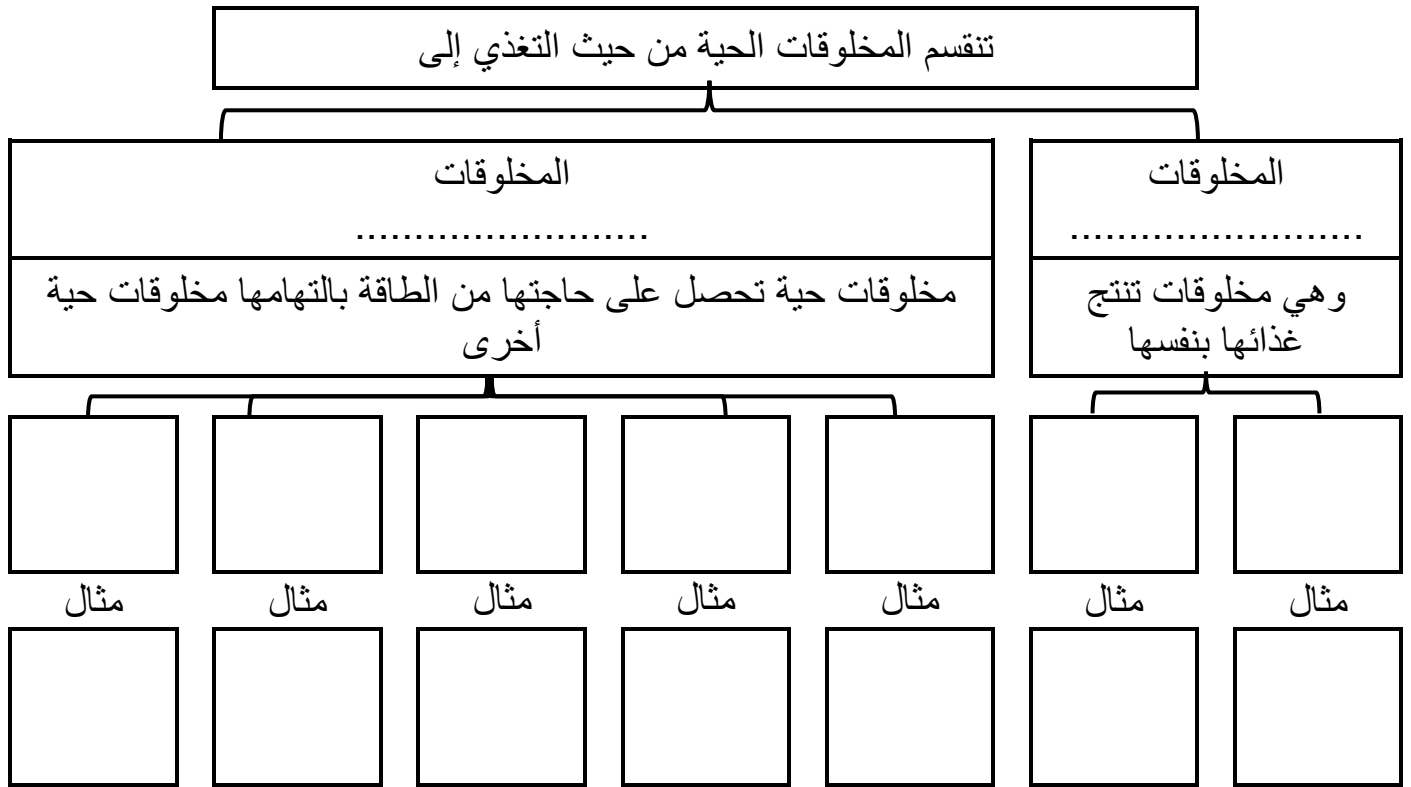 تنقسم المخلوقات الحية من حيث التغذي إلى
المخلوقات
.........................
وهي مخلوقات تنتج
غذائها بنفسها
المخلوقات
.........................
مخلوقات حية تحصل على حاجتها من الطاقة بالتهامها مخلوقات حية
أخرى
مثال
مثال
مثال
مثال
مثال
مثال
مثال